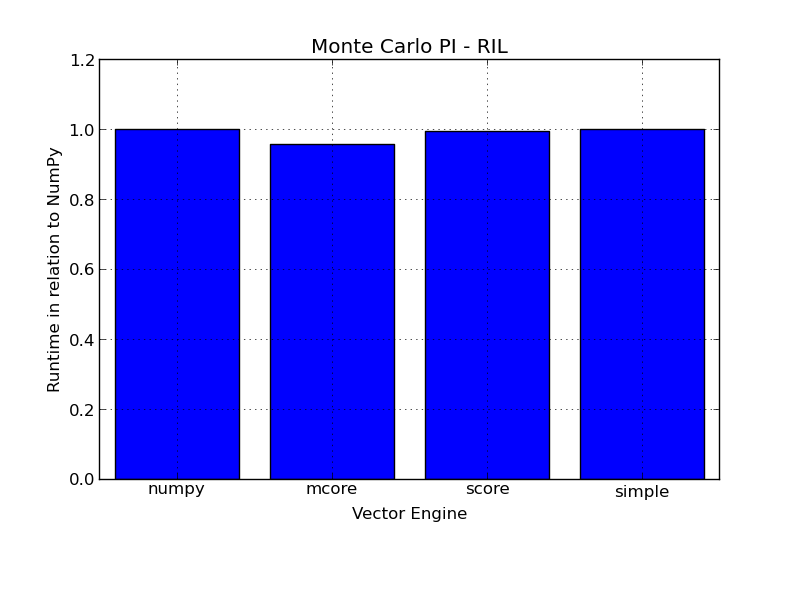 Monte Carlo PI - RIL
1.2
1.0
0.8
0.6
0.4
0.2
0.0
Runtime in relation to NumPy
numpy mcore score simple
Vector Engine